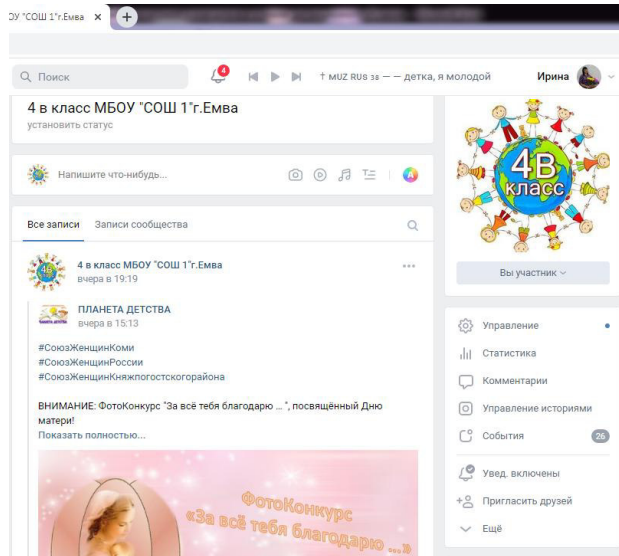 ОУ "СОШ 1"г.Емва
Поиск
4
† MUZ RUS 38 — — детка, я молодой
Ирина
4 в класс МБОУ "СОШ 1"г.Емва
установить статус
Напишите что-нибудь...
Все записи Записи сообщества
4 в класс МБОУ "СОШ 1"г.Емва
вчера в 19:19
ПЛАНЕТА ДЕТСТВА
вчера в 15:13
#СоюзЖенщинКоми
#СоюзЖенщинРоссии
#СоюзЖенщинКняжпогостскогорайона
ВНИМАНИЕ: ФотоКонкурс "За всё тебя благодарю ... ", посвящённый Дню
матери!
Показать полностью...
ФотоКонкурс
«За всё тебя благодарю ...»
4В
класс
Вы участник
Управление
Статистика
Комментарии
Управление историями
События 26
Увед. включены
Пригласить друзей
Ещё